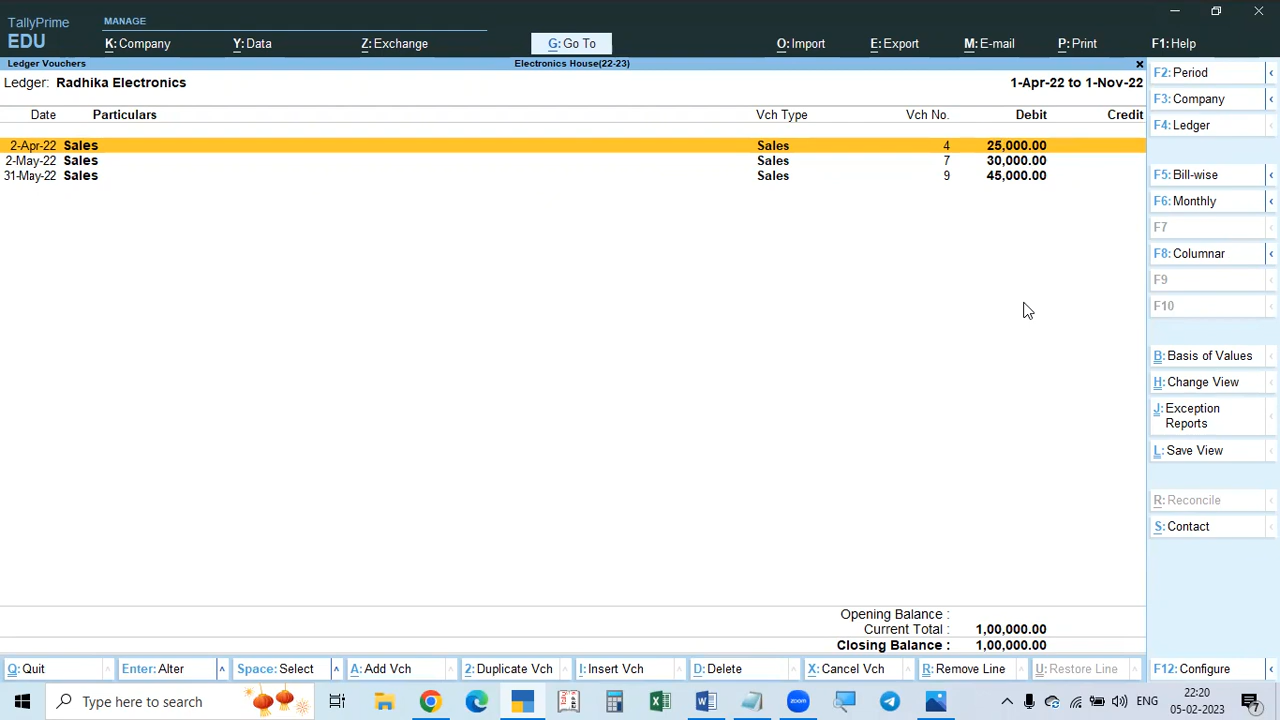 TallyPrime
EDU
MANAGE
K: Company
Y: Data
Z: Exchange
G: Go To
O: Import
E: Export
M: E-mail
P: Print
F1: Help
Ledger Vouchers
Electronics House(22-23)
Ledger: Radhika Electronics
1-Apr-22 to 1-Nov-22
Date Particulars Vch Type Vch No. Debit Credit
2-Apr-22 Sales Sales 4 25,000.00
2-May-22 Sales Sales 7 30,000.00
31-May-22 Sales Sales 9 45,000.00
Opening Balance :
Current Total : 1,00,000.00
Closing Balance : 1,00,000.00
F2: Period
F3: Company
F4: Ledger
F5: Bill-wise
F6: Monthly
F7
F8: Columnar
F9
F10
B: Basis of Values
H: Change View
J: Exception
Reports
L: Save View
R: Reconcile
S: Contact
Q: Quit
Enter: Alter
Space: Select
A: Add Vch
2: Duplicate Vch
I: Insert Vch
D: Delete
X: Cancel Vch
R: Remove Line
U: Restore Line
F12: Configure
Type here to search
ENG
22:20
05-02-2023
7